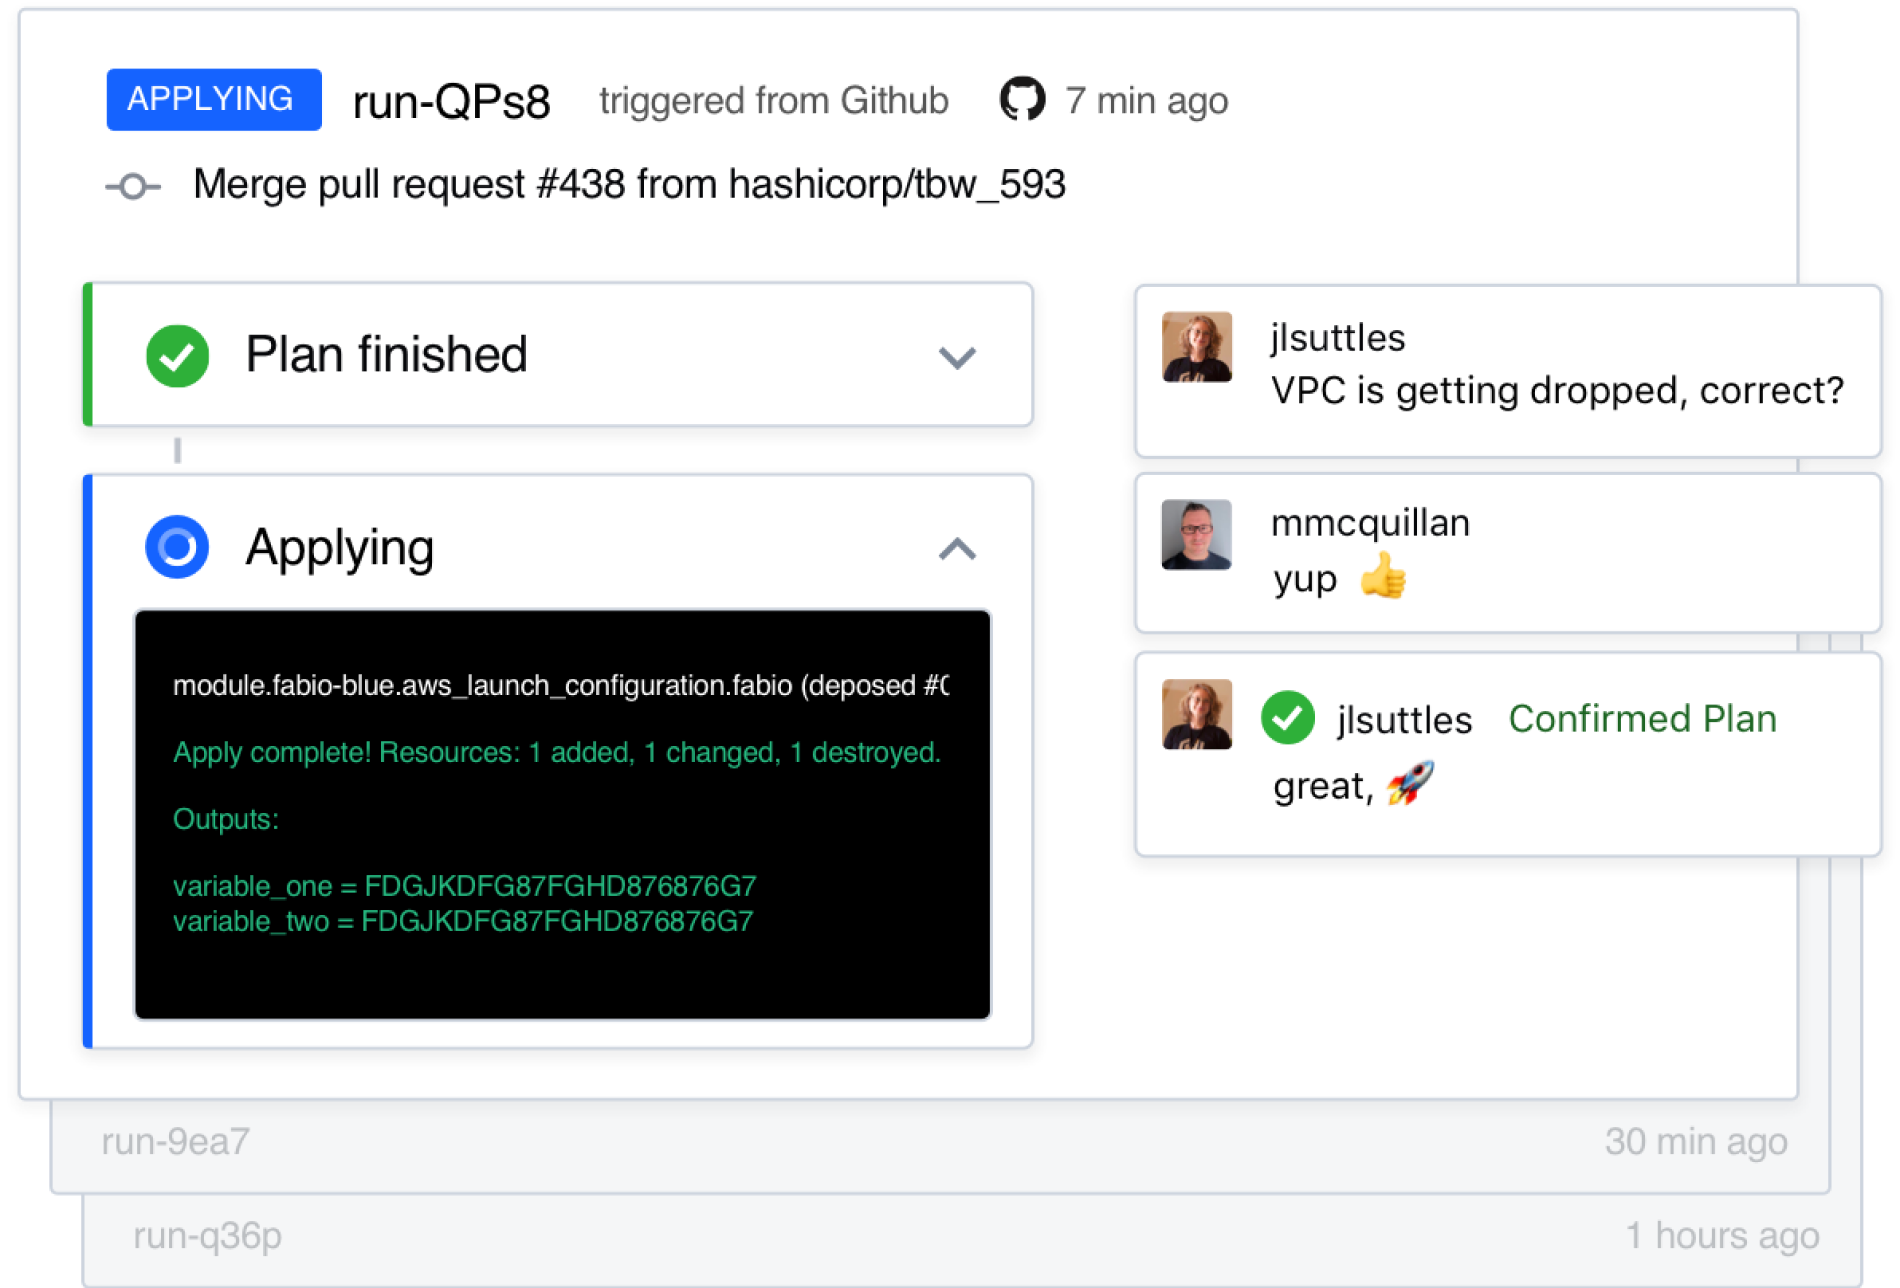 APPLYING run-QPs8 triggered from Github 7 min ago
Merge pull request #438 from hashicorp/tbw_593
Plan finished
Applying
module.fabio-blue.aws_launch_configuration.fabio (deposed
Apply complete! Resources: 1 added, 1 changed, 1 destroyed.
Outputs:
variable_one = FDGJKDFG87FGHD876876G7
variable_two = FDGJKDFG87FGHD876876G7
jlsuttles
VPC is getting dropped, correct?
mmcquillan
yup 👍
jlsuttles Confirmed Plan
great, 🚀
run-9ea7 30 min ago
run-q36p 1 hours ago